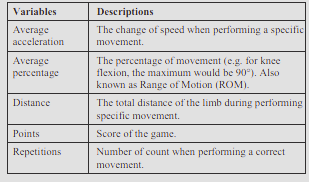 Variables Descriptions
Average The change of speed when performing a specific
acceleration movement.
Average The percentage of movement (e.g. for knee
percentage flexion, the maximum would be 90°). Also
known as Range of Motion (ROM).
Distance The total distance of the limb during performing
specific movement.
Points Score of the game.
Repetitions Number of count when performing a correct
movement.